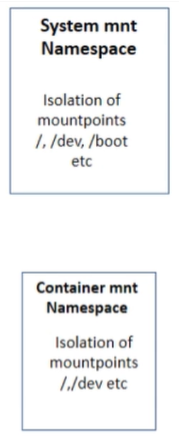 System mnt
Namespace
Isolation of
mountpoints
/, /dev, /boot
etc
Container mnt
Namespace
Isolation of
mountpoints
/,/dev etc